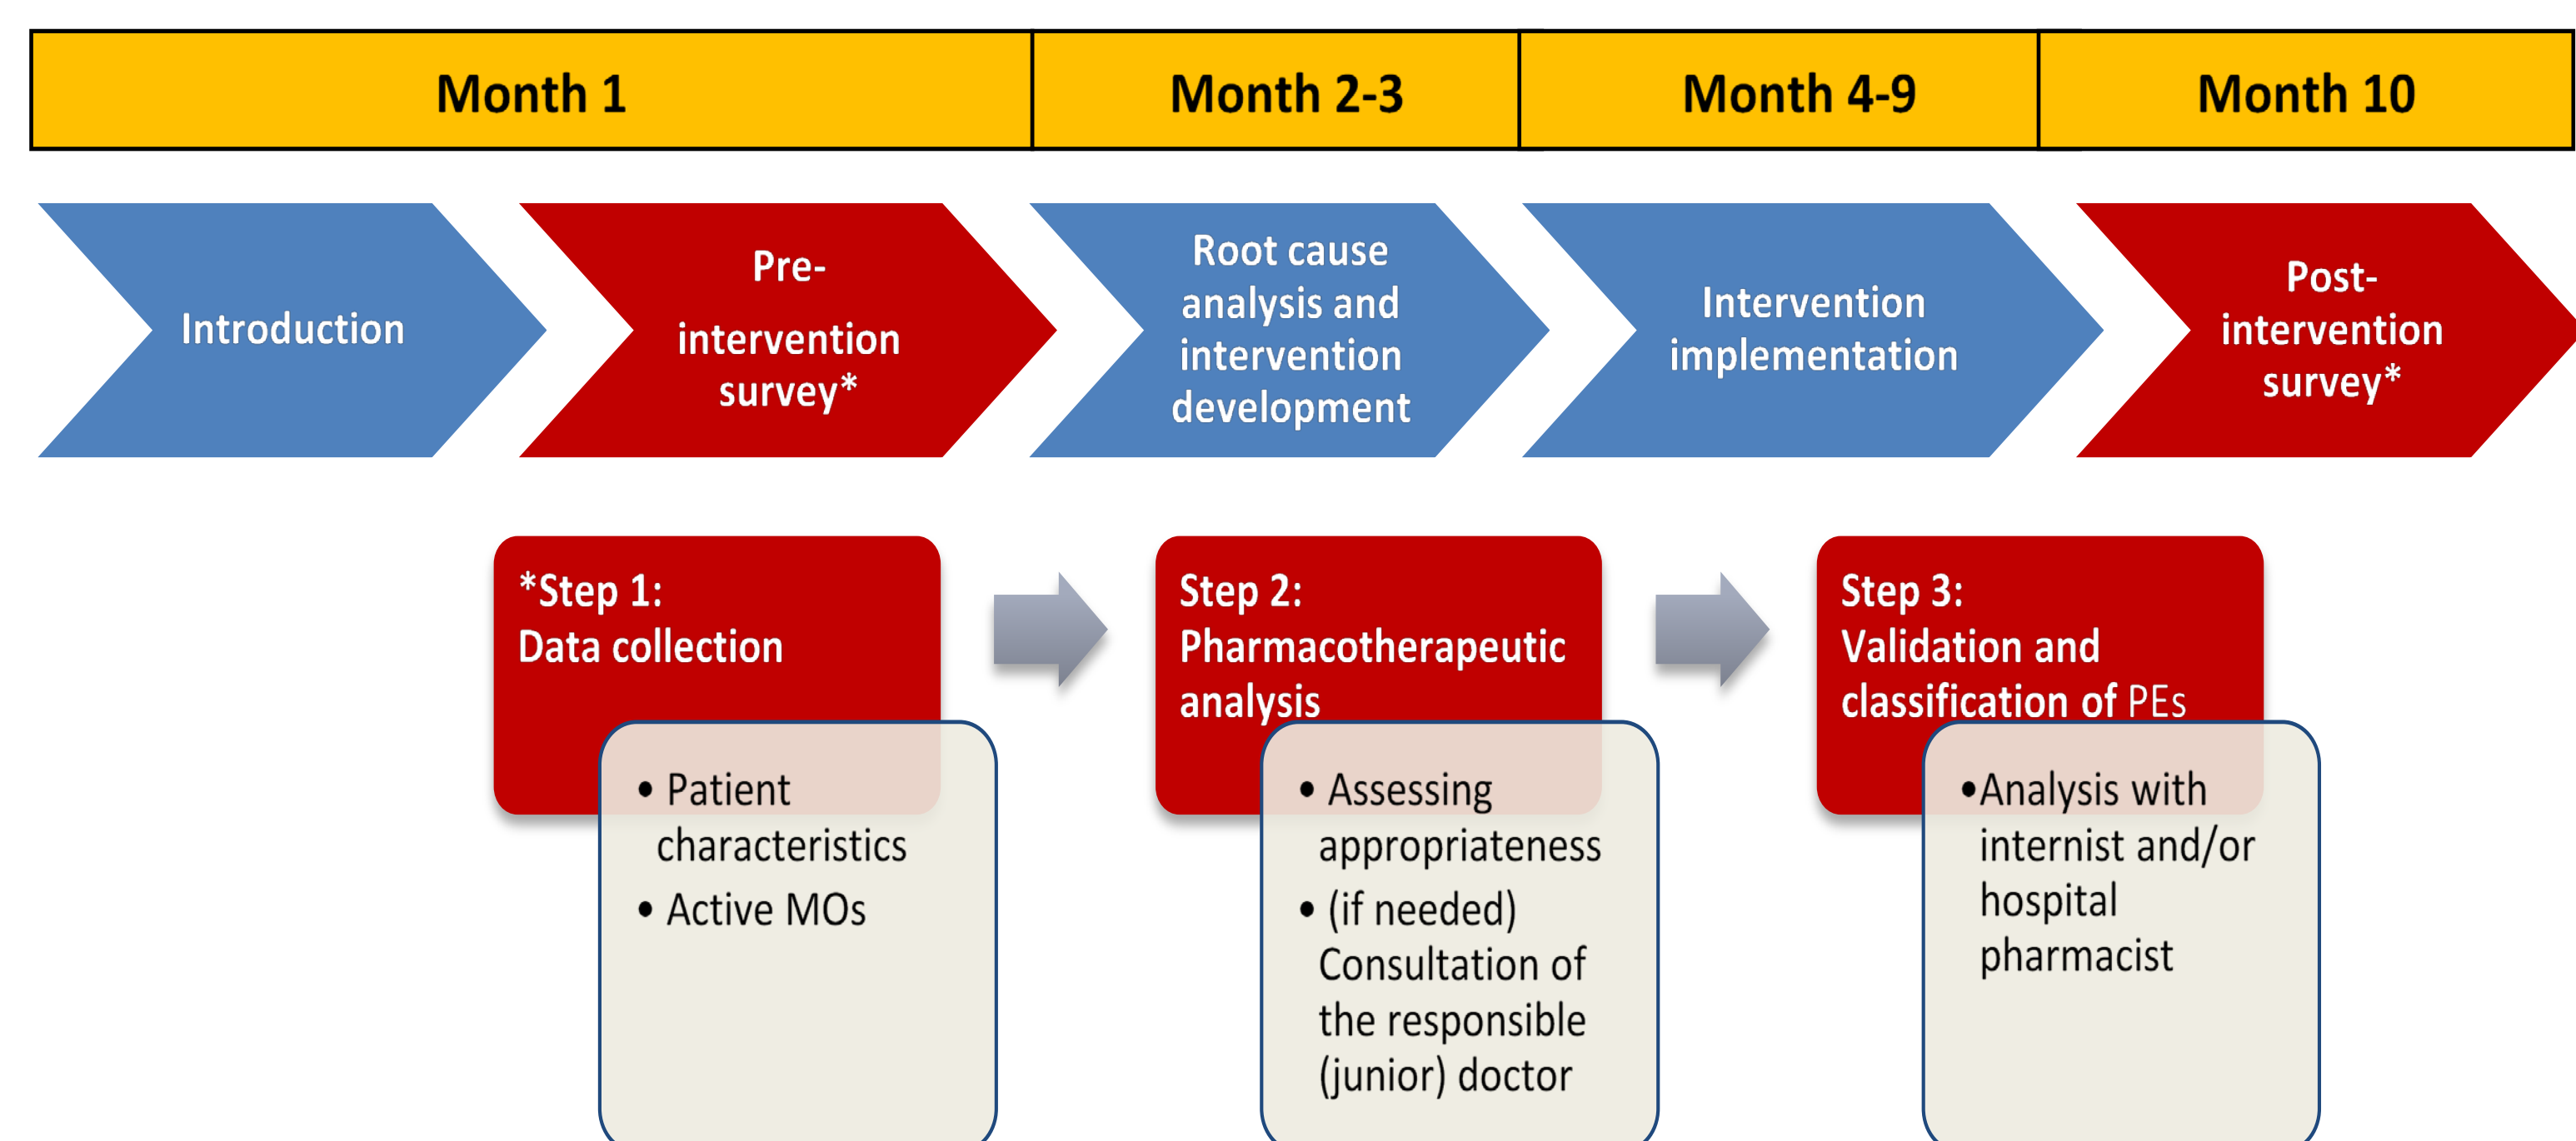 Month 1
Month 2-3
Month 4-9
Month 10
Introduction
Pre-
intervention
survey*
Root cause
analysis and
intervention
development
Intervention
implementation
Post-
intervention
survey*
*Step 1:
Data collection
• Patient
characteristics
• Active MOs
Step 2:
Pharmacotherapeutic
analysis
• Assessing
appropriateness
• (if needed)
Consultation of
the responsible
(junior) doctor
Step 3:
Validation and
classification of PEs
•Analysis with
internist and/or
hospital
pharmacist